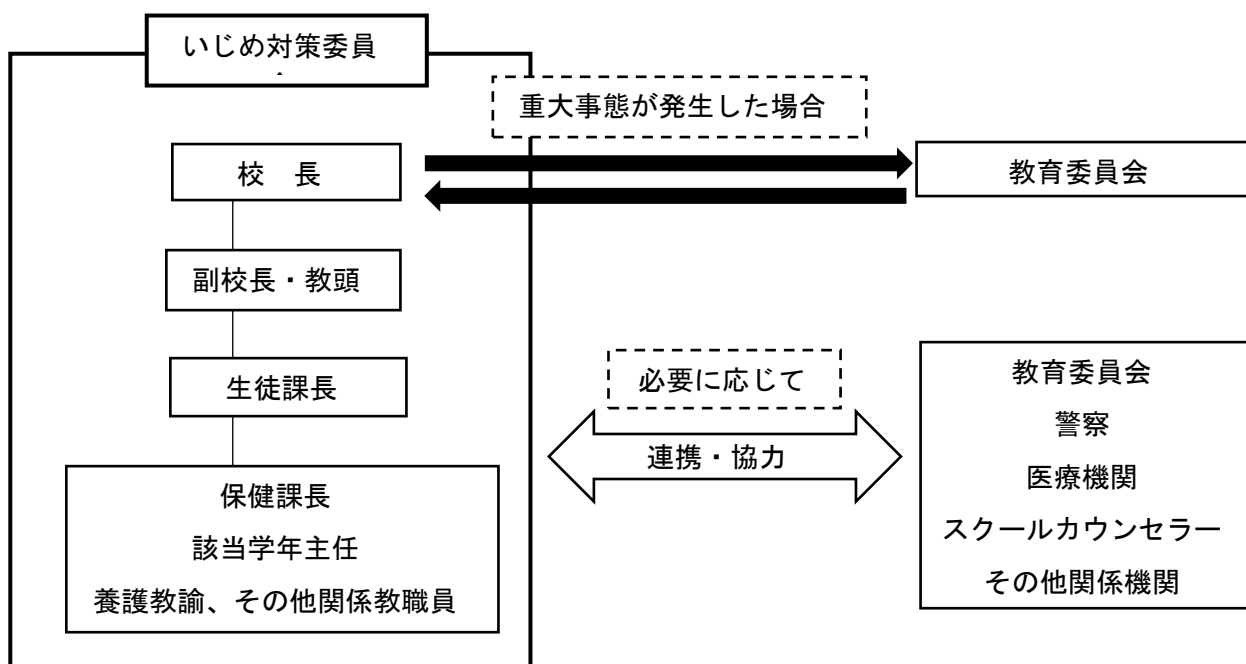 いじめ対策委員
重大事態が発生した場合
校　長
教育委員会
副校長・教頭
生徒課長
必要に応じて
連携・協力
保健課長
該当学年主任
養護教諭、その他関係教職員
教育委員会
警察
医療機関
スクールカウンセラー
その他関係機関